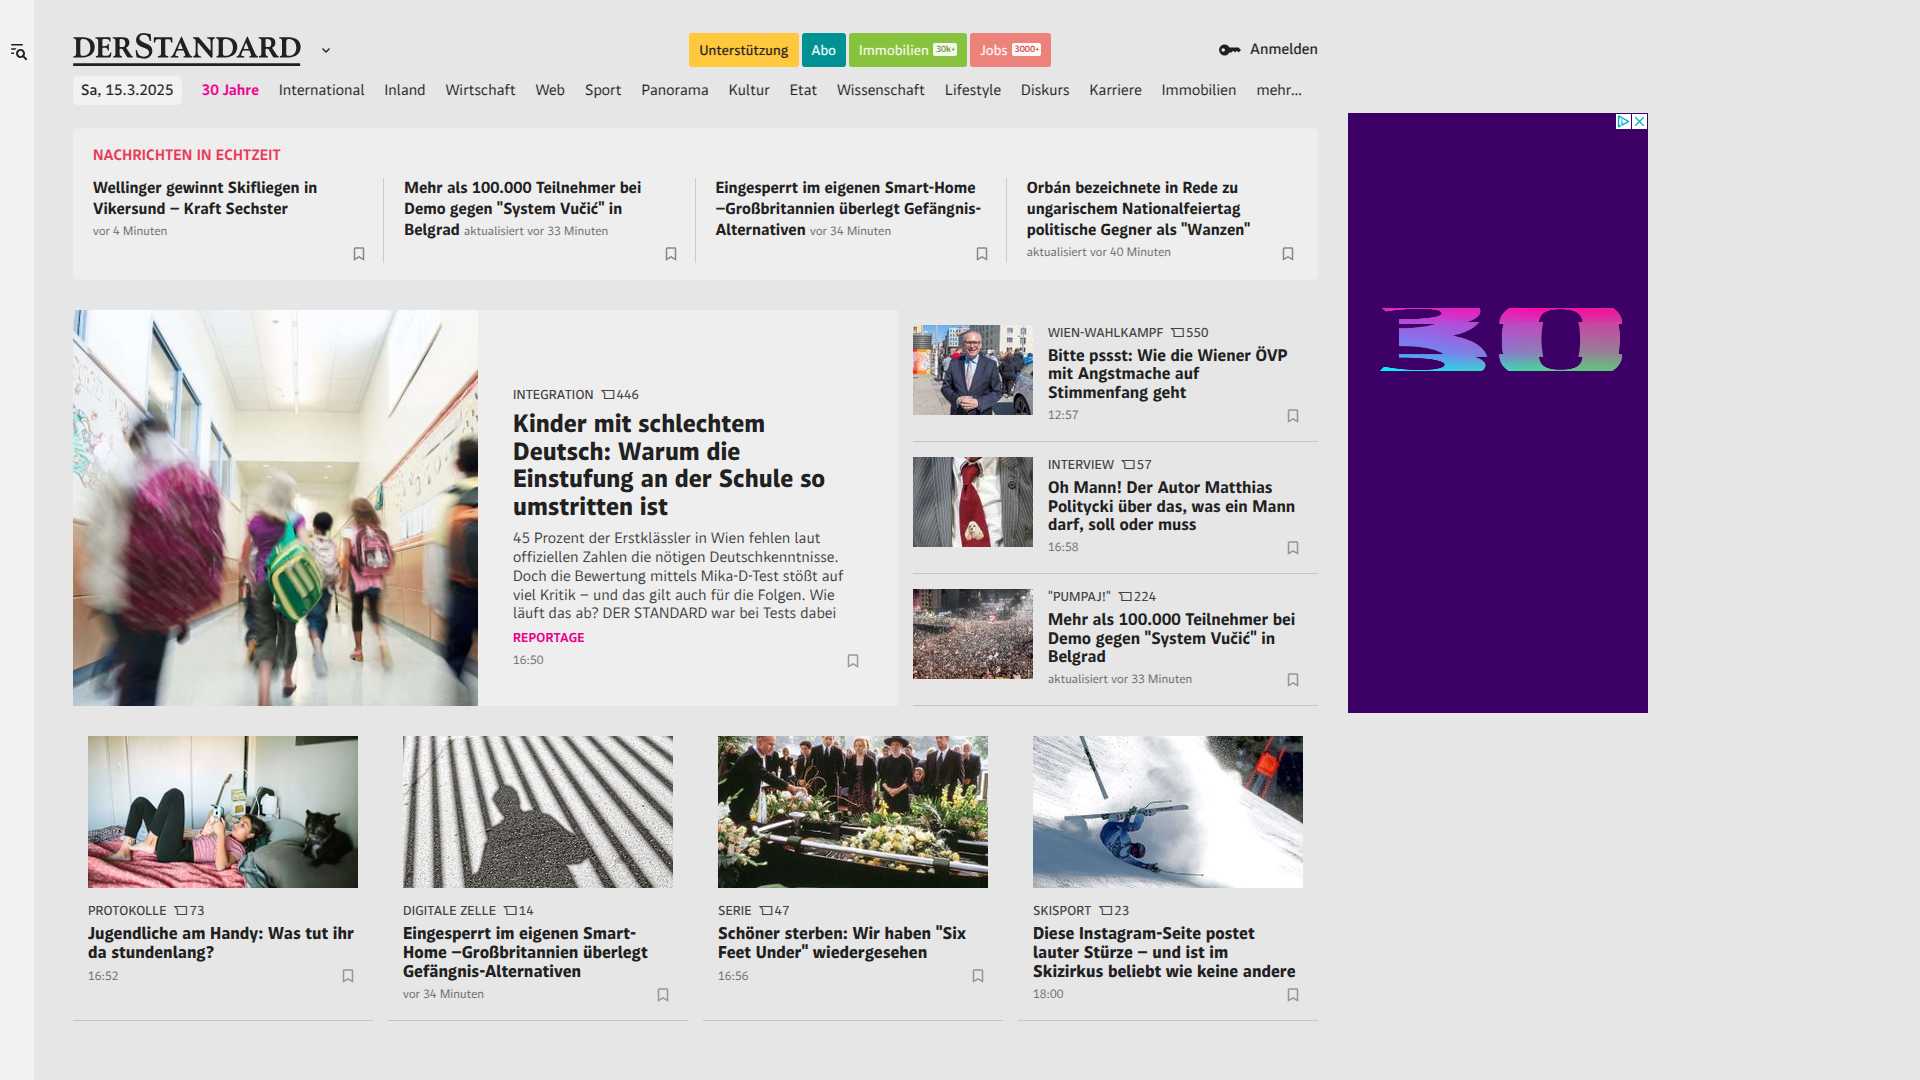 DERSTANDARD
Unterstützung
Abo
Immobilien 30k+
Jobs 3000+
Anmelden
Sa, 15.3.2025
30 Jahre
International
Inland
Wirtschaft
Web
Sport
Panorama
Kultur
Etat
Wissenschaft
Lifestyle
Diskurs
Karriere
Immobilien
mehr...
NACHRICHTEN IN ECHTZEIT
Wellinger gewinnt Skifliegen in
Vikersund – Kraft Sechster
vor 4 Minuten
Mehr als 100.000 Teilnehmer bei
Demo gegen "System Vučić" in
Belgrad aktualisiert vor 33 Minuten
Eingesperrt im eigenen Smart-Home
–Großbritannien überlegt Gefängnis-
Alternativen vor 34 Minuten
Orbán bezeichnete in Rede zu
ungarischem Nationalfeiertag
politische Gegner als "Wanzen"
aktualisiert vor 40 Minuten
INTEGRATION 446
Kinder mit schlechtem
Deutsch: Warum die
Einstufung an der Schule so
umstritten ist
45 Prozent der Erstklässler in Wien fehlen laut
offiziellen Zahlen die nötigen Deutschkenntnisse.
Doch die Bewertung mittels Mika-D-Test stößt auf
viel Kritik – und das gilt auch für die Folgen. Wie
läuft das ab? DER STANDARD war bei Tests dabei
REPORTAGE
16:50
WIEN-WAHLKAMPF 550
Bitte pssst: Wie die Wiener ÖVP
mit Angstmache auf
Stimmenfang geht
12:57
INTERVIEW 57
Oh Mann! Der Autor Matthias
Politycki über das, was ein Mann
darf, soll oder muss
16:58
"PUMPAJ!" 224
Mehr als 100.000 Teilnehmer bei
Demo gegen "System Vučić" in
Belgrad
aktualisiert vor 33 Minuten
30
PROTOKOLLE 73
Jugendliche am Handy: Was tut ihr
da stundenlang?
16:52
DIGITALE ZELLE 14
Eingesperrt im eigenen Smart-
Home –Großbritannien überlegt
Gefängnis-Alternativen
vor 34 Minuten
SERIE 47
Schöner sterben: Wir haben "Six
Feet Under" wiedergesehen
16:56
SKISPORT 23
Diese Instagram-Seite postet
lauter Stürze – und ist im
Skizirkus beliebt wie keine andere
18:00